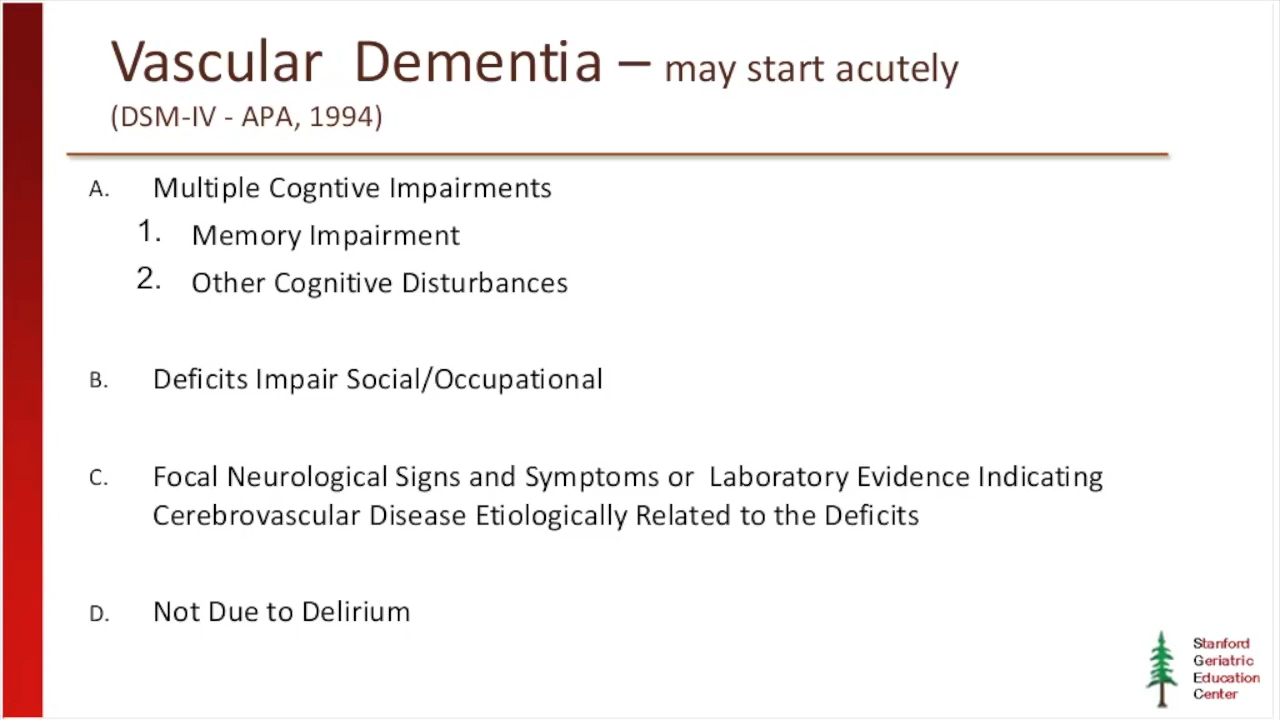 Vascular Dementia – may start acutely
(DSM-IV - APA, 1994)
A. Multiple Cogntive Impairments
1. Memory Impairment
2. Other Cognitive Disturbances
B. Deficits Impair Social/Occupational
C. Focal Neurological Signs and Symptoms or Laboratory Evidence Indicating
Cerebrovascular Disease Etiologically Related to the Deficits
D. Not Due to Delirium
Stanford
Geriatric
Education
Center